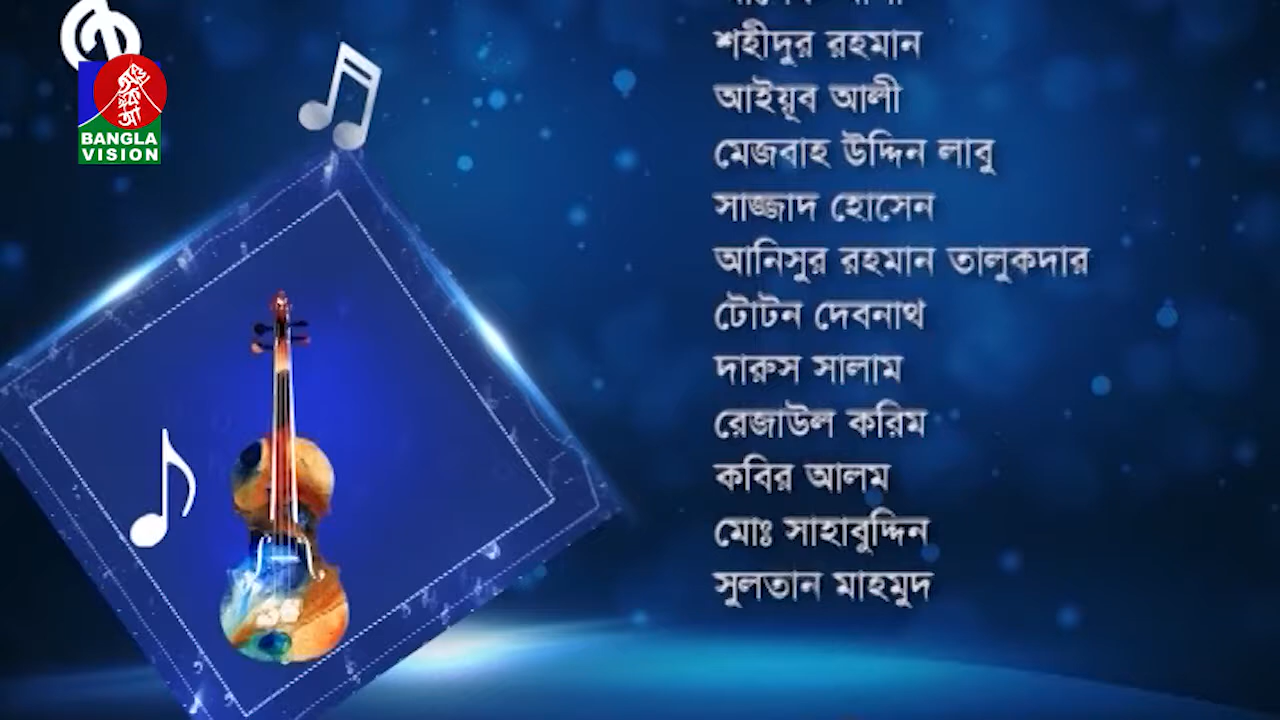 BANGLA
VISION
শহীদুর রহমান
আইয়ূব আলী
মেজবাহ উদ্দিন লাবু
সাজ্জাদ হোসেন
আনিসুর রহমান তালুকদার
টোটন দেবনাথ
দারুস সালাম
রেজাউল করিম
কবির আলম
মোঃ সাহাবুদ্দিন
সুলতান মাহমুদ